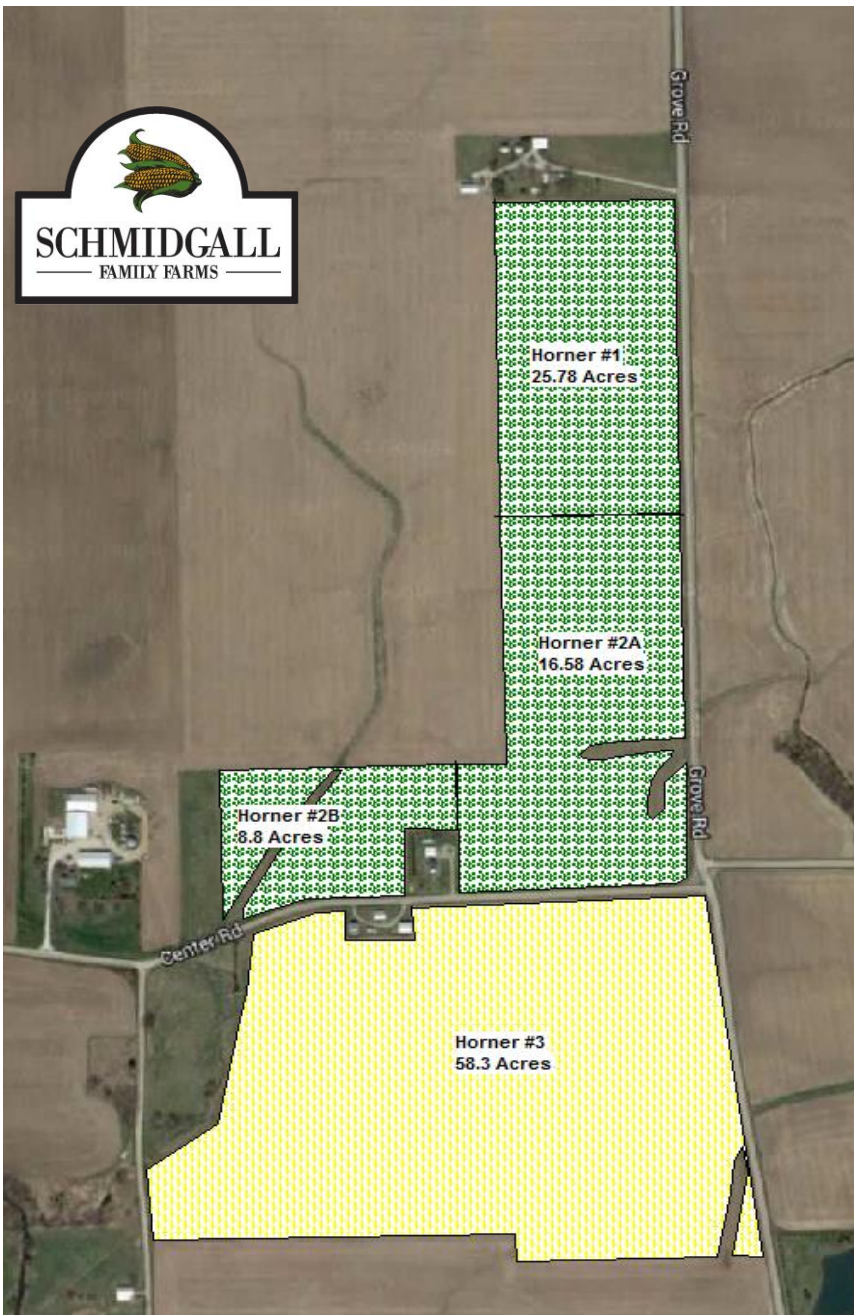 Grove Rd
SCHMIDGALL
FAMILY FARMS
Horner #1
25.78 Acres
Horner #2A
16.58 Acres
Grove Rd
Horner #2B
8.8 Acres
Center Rd
Horner #3
58.3 Acres